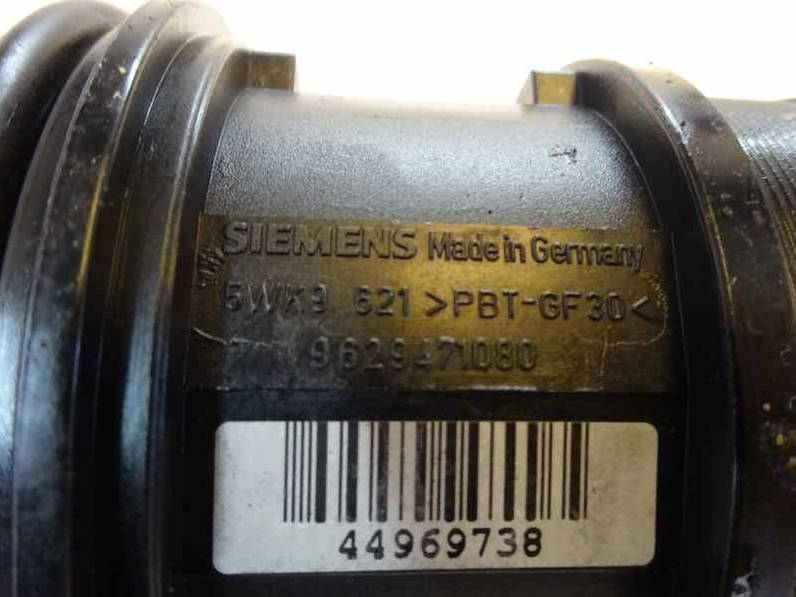 SIEMENS Made in Germany
5WK9 621 >PBT-GF30<
9629471080
44969738